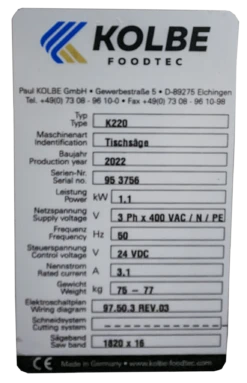 KOLBE
FOODTEC
Paul KOLBE GmbH • Gewerbestraße 5 • D-89275 Elchingen
Tel. +49(0) 73 08 - 96 10-0 • Fax +49(0) 73 08 - 96 10-98
Typ
Type K220
Maschinenart
Indentification Tischsäge
Baujahr
Production year 2022
Serien-Nr.
Serial no. 95 3756
Leistung
Power kW 1.1
Netzspannung
Supply voltage V 3 Ph x 400 VAC / N / PE
Frequenz
Frequency Hz 50
Steuerspannung
Control voltage V 24 VDC
Nennstrom
Rated current A 3.1
Gewicht
Weight kg 75 - 77
Elektroschaltplan
Wiring diagram 97.50.3 REV.03
Schneidsystem
Cutting system ---
Sägeband
Saw band 1820 x 16
CE Made in Germany • www.kolbe-foodtec.com